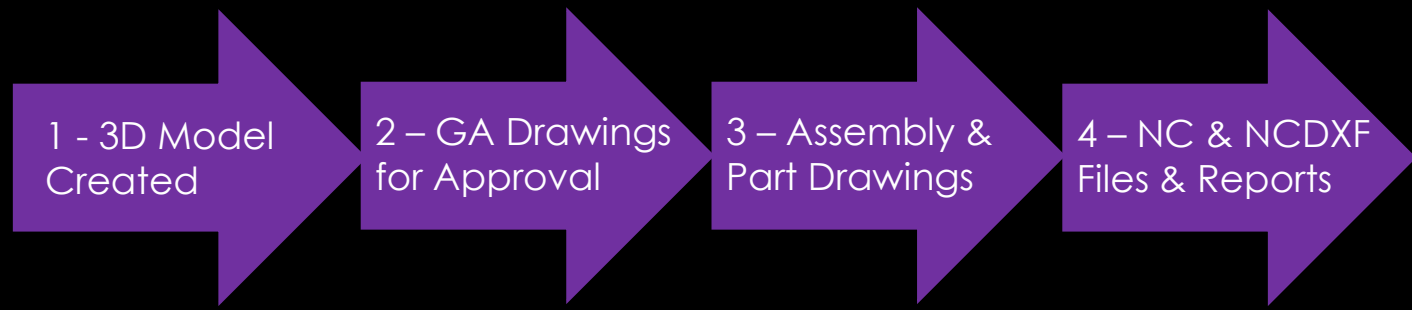 1 - 3D Model
Created
2 – GA Drawings
for Approval
3 – Assembly &
Part Drawings
4 – NC & NCDXF
Files & Reports